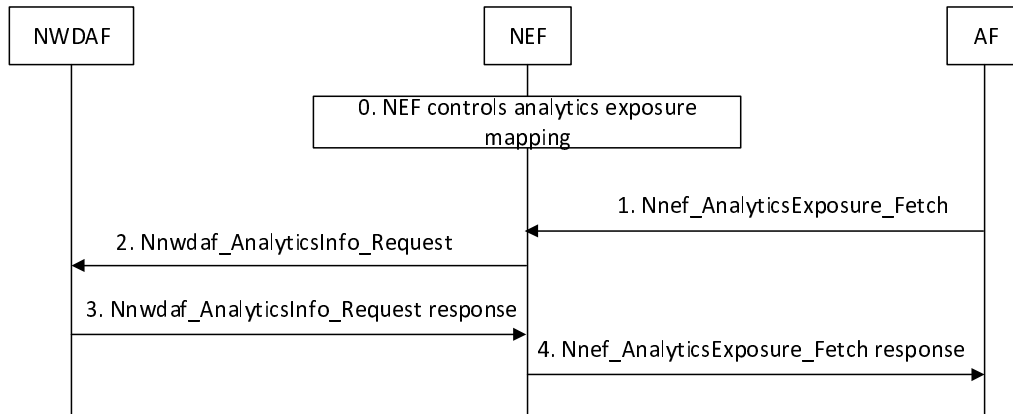 NWDAF
NEF
AF
0. NEF controls analytics exposure
mapping
1. Nnef_AnalyticsExposure_Fetch
2. Nnwdaf_AnalyticsInfo_Request
3. Nnwdaf_AnalyticsInfo_Request response
4. Nnef_AnalyticsExposure_Fetch response